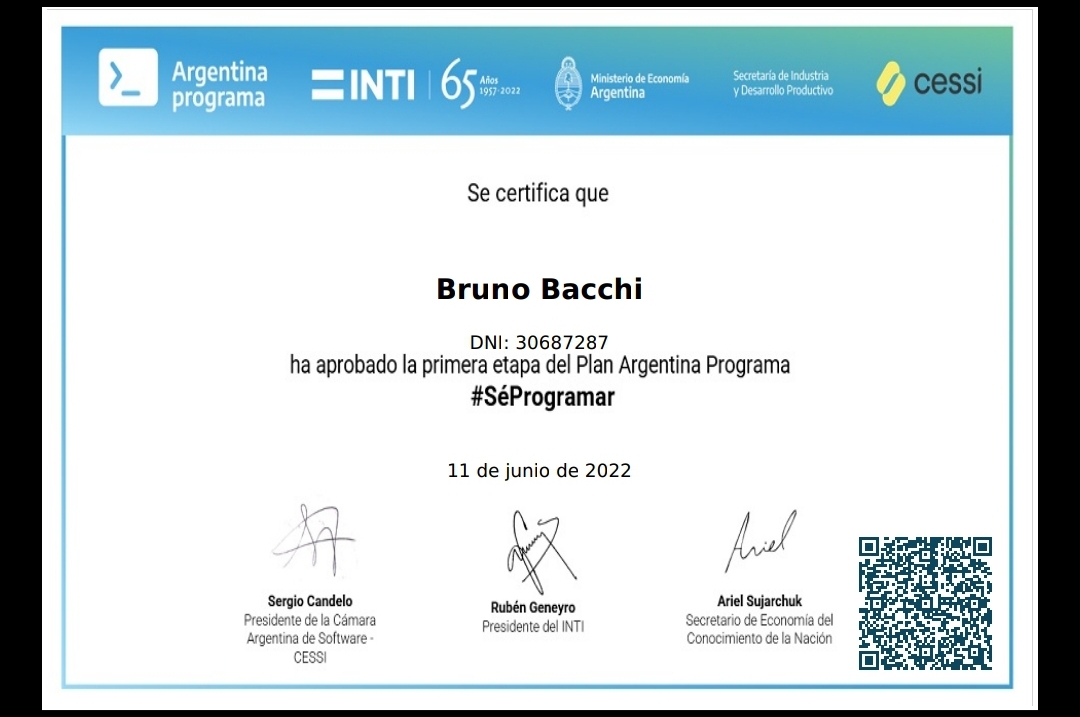 Argentina
programa
INTI
65 Años
1957-2022
Ministerio de Economía
Argentina
Secretaría de Industria
y Desarrollo Productivo
cessi
Se certifica que
Bruno Bacchi
DNI: 30687287
ha aprobado la primera etapa del Plan Argentina Programa
#SéProgramar
11 de junio de 2022
Ariel
Sergio Candelo
Presidente de la Cámara
Argentina de Software -
CESSI
Rubén Geneyro
Presidente del INTI
Ariel Sujarchuk
Secretario de Economía del
Conocimiento de la Nación